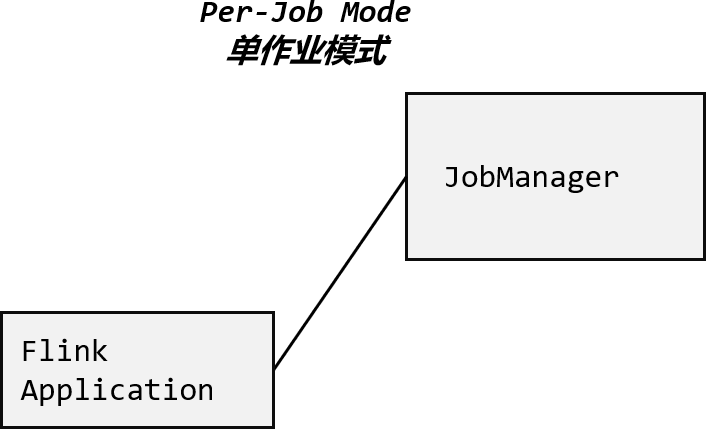 Per-Job Mode
单作业模式
JobManager
Flink
Application